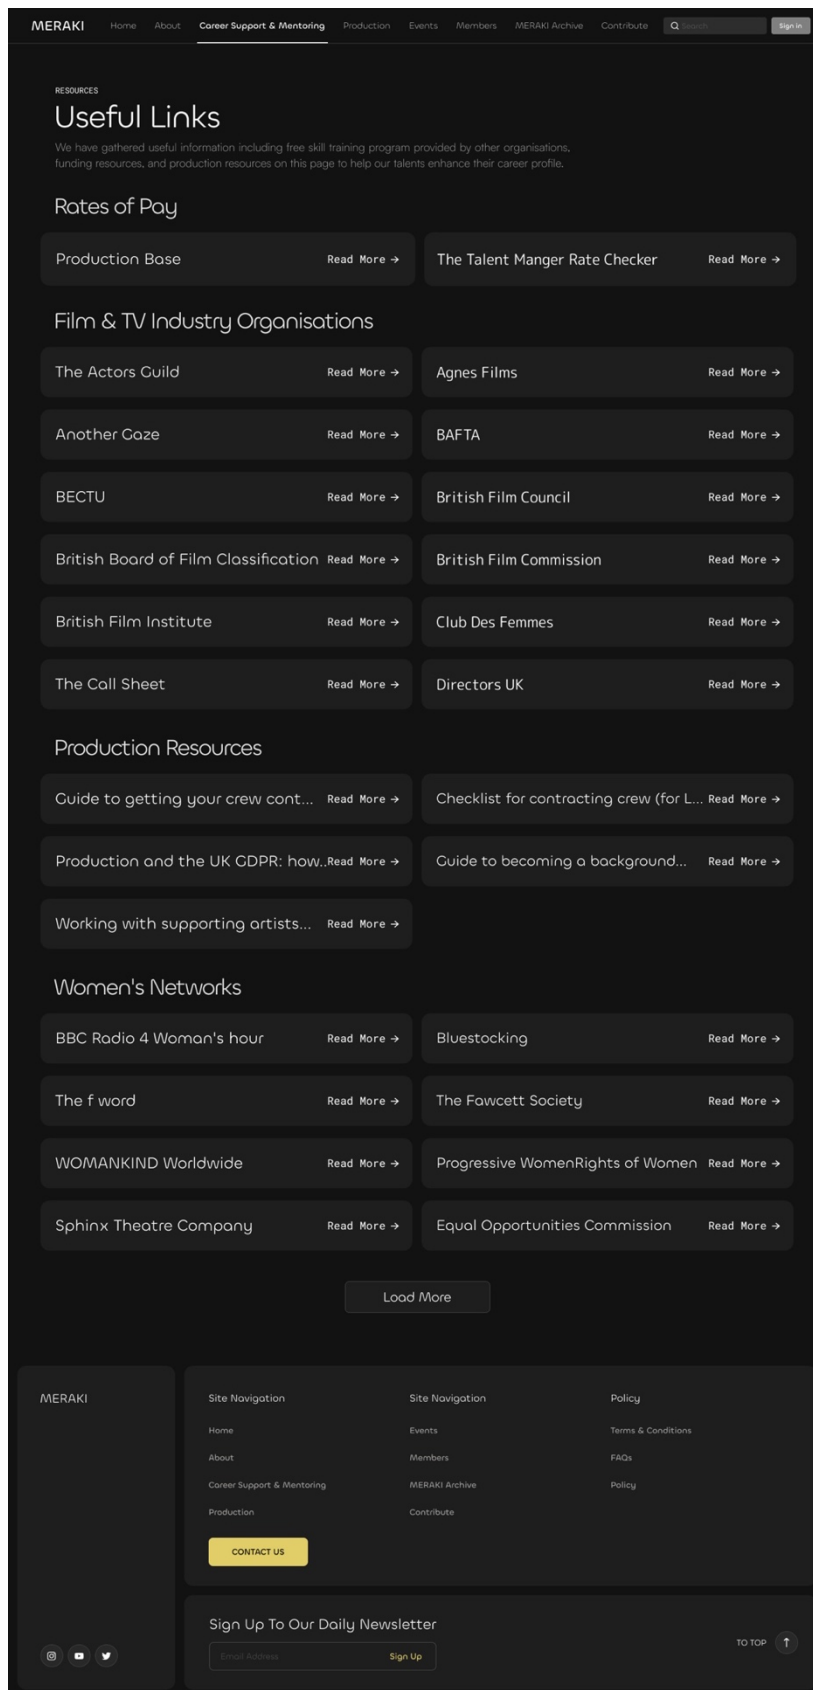 MERAKI Home About Career Support & Mentoring Production Events Members MERAKI Archive Contribute Search Sign in
RESOURCES
Useful Links
We have gathered useful information including free skill training program provided by other organisations,
funding resources, and production resources on this page to help our talents enhance their career profile.
Rates of Pay
Production Base Read More → The Talent Manger Rate Checker Read More →
Film & TV Industry Organisations
The Actors Guild Read More → Agnes Films Read More →
Another Gaze Read More → BAFTA Read More →
BECTU Read More → British Film Council Read More →
British Board of Film Classification Read More → British Film Commission Read More →
British Film Institute Read More → Club Des Femmes Read More →
The Call Sheet Read More → Directors UK Read More →
Production Resources
Guide to getting your crew cont... Read More → Checklist for contracting crew (for L... Read More →
Production and the UK GDPR: how.. Read More → Guide to becoming a background... Read More →
Working with supporting artists... Read More →
Women's Networks
BBC Radio 4 Woman's hour Read More → Bluestocking Read More →
The f word Read More → The Fawcett Society Read More →
WOMANKIND Worldwide Read More → Progressive WomenRights of Women Read More →
Sphinx Theatre Company Read More → Equal Opportunities Commission Read More →
Load More
MERAKI
Site Navigation Site Navigation Policy
Home Events Terms & Conditions
About Members FAQs
Career Support & Mentoring MERAKI Archive Policy
Production Contribute
CONTACT US
Sign Up To Our Daily Newsletter
TO TOP ↑
Email Address Sign Up